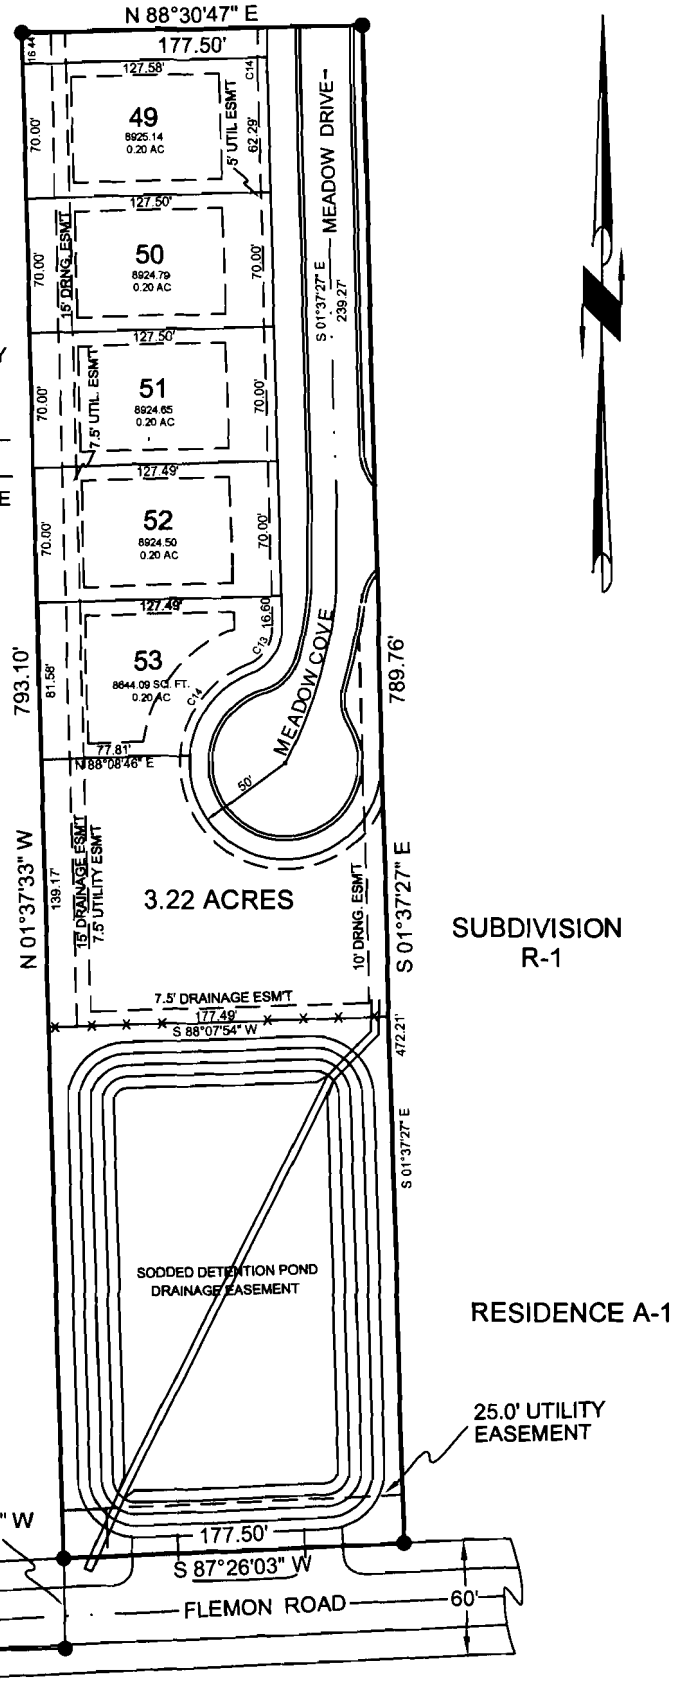 N 88°30'47" E
177.50'
16.44
127.58'
C14
49
8925.14
0.20 AC
70.00'
62.29'
5' UTIL ESM'T
MEADOW DRIVE
127.50'
50
8924.79
0.20 AC
70.00'
70.00'
15' DRNG. ESM'T
S 01°37'27" E
239.27'
127.50'
51
8924.65
0.20 AC
70.00'
70.00'
7.5' UTIL. ESM'T
Y
E
127.49'
52
8924.50
0.20 AC
70.00'
70.00'
127.49'
16.60
C13
C14
53
8644.09 SQ. FT.
0.20 AC
81.58'
77.81'
N 88°08'46" E
MEADOW COVE
50'
793.10'
789.76'
N 01°37'33" W
S 01°37'27" E
139.17'
15' DRAINAGE ESM'T
7.5' UTILITY ESM'T
3.22 ACRES
10' DRNG. ESM'T
SUBDIVISION
R-1
7.5' DRAINAGE ESM'T
177.49'
S 88°07'54" W
472.21'
S 01°37'27" E
SODDED DETENTION POND
DRAINAGE EASEMENT
RESIDENCE A-1
25.0' UTILITY
EASEMENT
" W
177.50'
S 87°26'03" W
FLEMON ROAD
60'